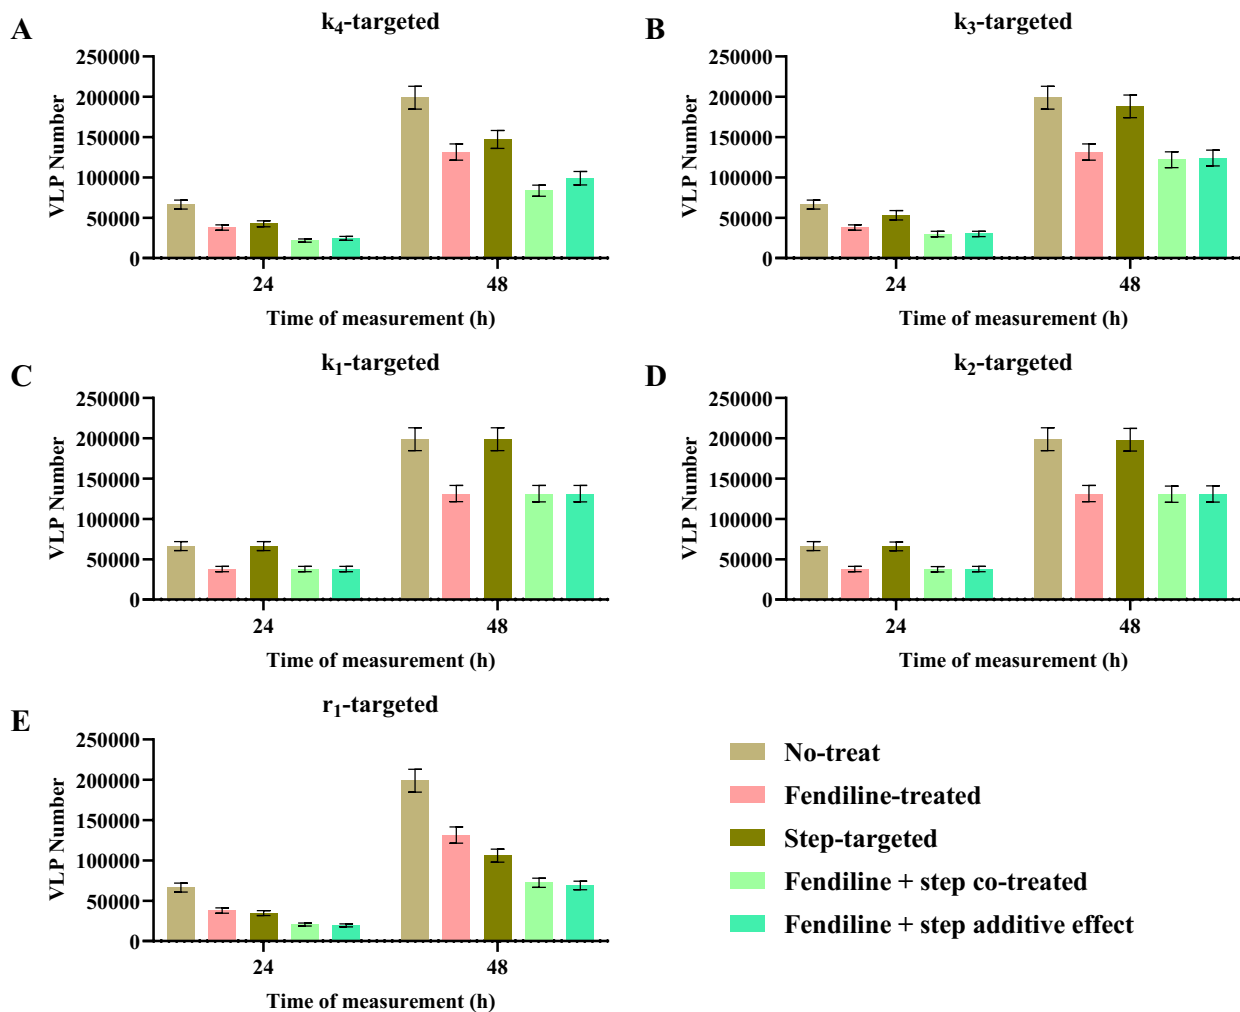 A
k4-targeted
VLP Number
250000
200000
150000
100000
50000
0
24
48
Time of measurement (h)
B
k3-targeted
VLP Number
250000
200000
150000
100000
50000
0
24
48
Time of measurement (h)
C
k1-targeted
VLP Number
250000
200000
150000
100000
50000
0
24
48
Time of measurement (h)
D
k2-targeted
VLP Number
250000
200000
150000
100000
50000
0
24
48
Time of measurement (h)
E
r1-targeted
VLP Number
250000
200000
150000
100000
50000
0
24
48
Time of measurement (h)
No-treat
Fendiline-treated
Step-targeted
Fendiline + step co-treated
Fendiline + step additive effect